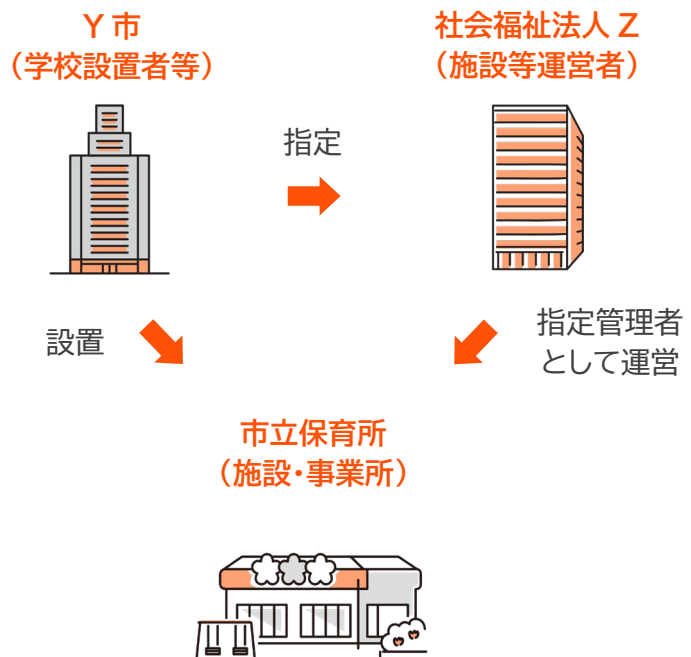 Y市
(学校設置者等)
社会福祉法人Z
(施設等運営者)
指定
設置
指定管理者
として運営
市立保育所
(施設・事業所)